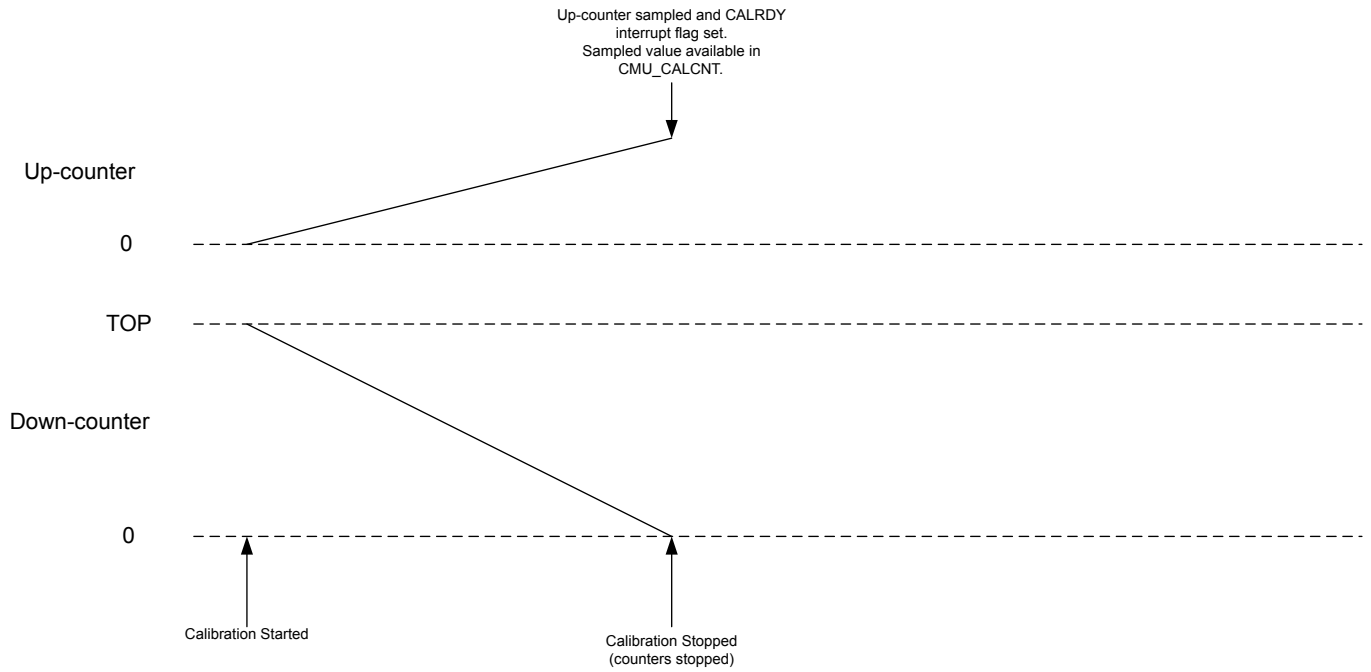 Up-counter sampled and CALRDY
interrupt flag set.
Sampled value available in
CMU_CALCNT.
Up-counter
0
TOP
Down-counter
0
Calibration Started
Calibration Stopped
(counters stopped)